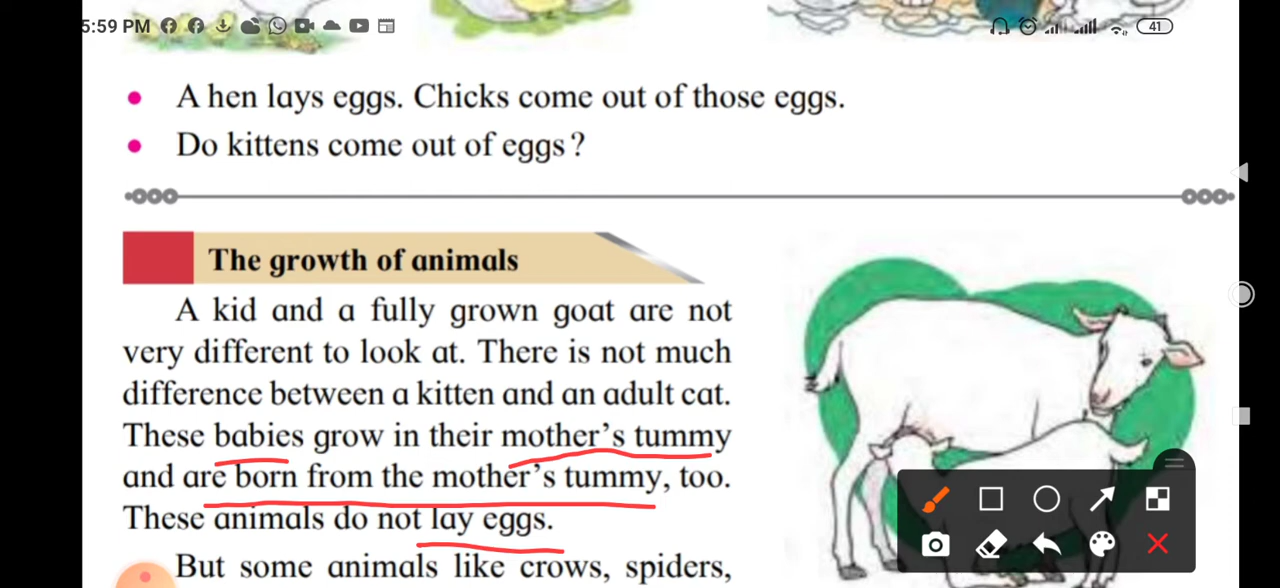 5:59 PM
41
A hen lays eggs. Chicks come out of those eggs.
Do kittens come out of eggs?
The growth of animals
A kid and a fully grown goat are not
very different to look at. There is not much
difference between a kitten and an adult cat.
These babies grow in their mother's tummy
and are born from the mother's tummy, too.
These animals do not lay eggs.
But some animals like crows, spiders,